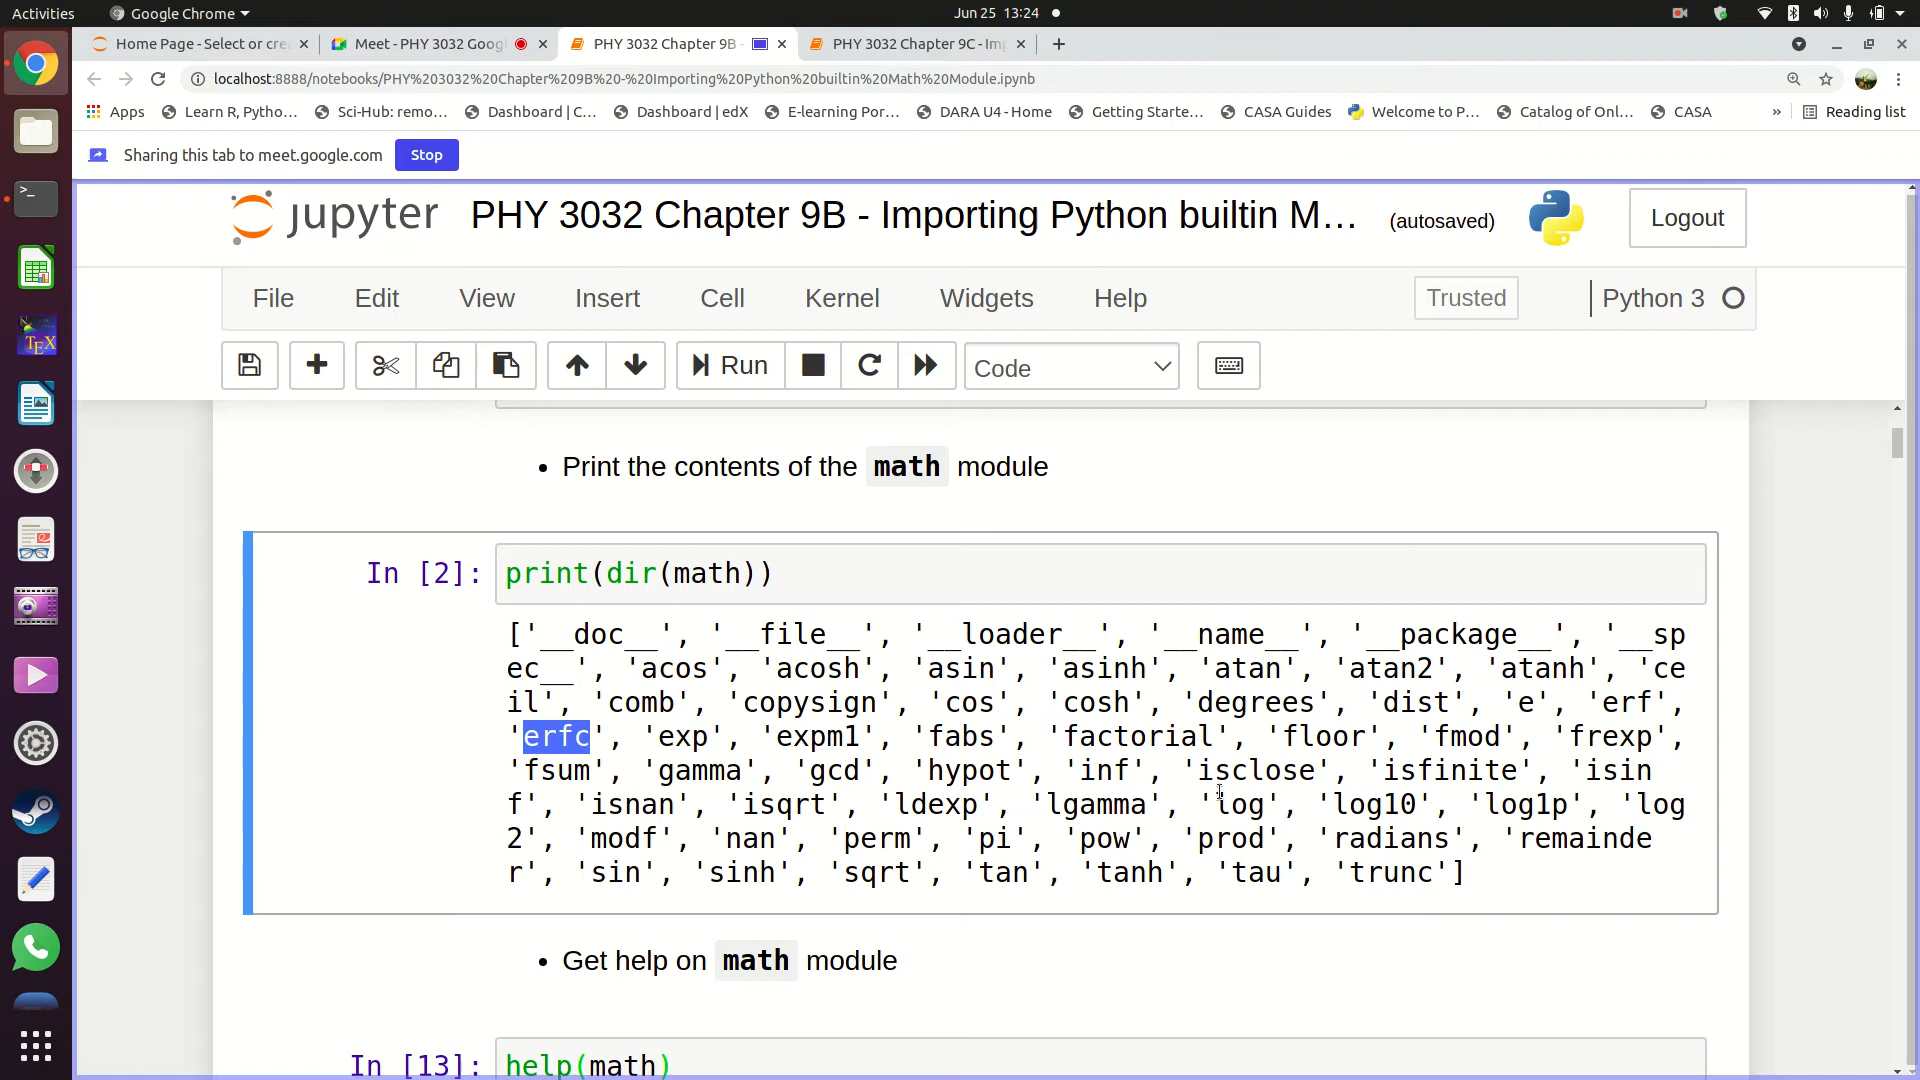 Activities
Google Chrome
Jun 25 13:24
Home Page - Select or cre
Meet - PHY 3032 Googl
PHY 3032 Chapter 9B -
PHY 3032 Chapter 9C - Im
localhost:8888/notebooks/PHY%203032%20Chapter%209B%20-%20Importing%20Python%20builtin%20Math%20Module.ipynb
Apps
Learn R, Pytho...
Sci-Hub: remo...
Dashboard | C...
Dashboard | edX
E-learning Por...
DARA U4 - Home
Getting Starte...
CASA Guides
Welcome to P...
Catalog of Onl...
CASA
»
Reading list
Sharing this tab to meet.google.com
Stop
jupyter
PHY 3032 Chapter 9B - Importing Python builtin M...
(autosaved)
Logout
File
Edit
View
Insert
Cell
Kernel
Widgets
Help
Trusted
Python 3
Run
Code
• Print the contents of the math module
In [2]: print(dir(math))
['__doc__', '__file__', '__loader__', '__name__', '__package__', '__sp
ec__', 'acos', 'acosh', 'asin', 'asinh', 'atan', 'atan2', 'atanh', 'ce
il', 'comb', 'copysign', 'cos', 'cosh', 'degrees', 'dist', 'e', 'erf',
'erfc', 'exp', 'expm1', 'fabs', 'factorial', 'floor', 'fmod', 'frexp',
'fsum', 'gamma', 'gcd', 'hypot', 'inf', 'isclose', 'isfinite', 'isin
f', 'isnan', 'isqrt', 'ldexp', 'lgamma', 'log', 'log10', 'log1p', 'log
2', 'modf', 'nan', 'perm', 'pi', 'pow', 'prod', 'radians', 'remainde
r', 'sin', 'sinh', 'sqrt', 'tan', 'tanh', 'tau', 'trunc']
• Get help on math module
In [13]: help(math)
TEX
>_